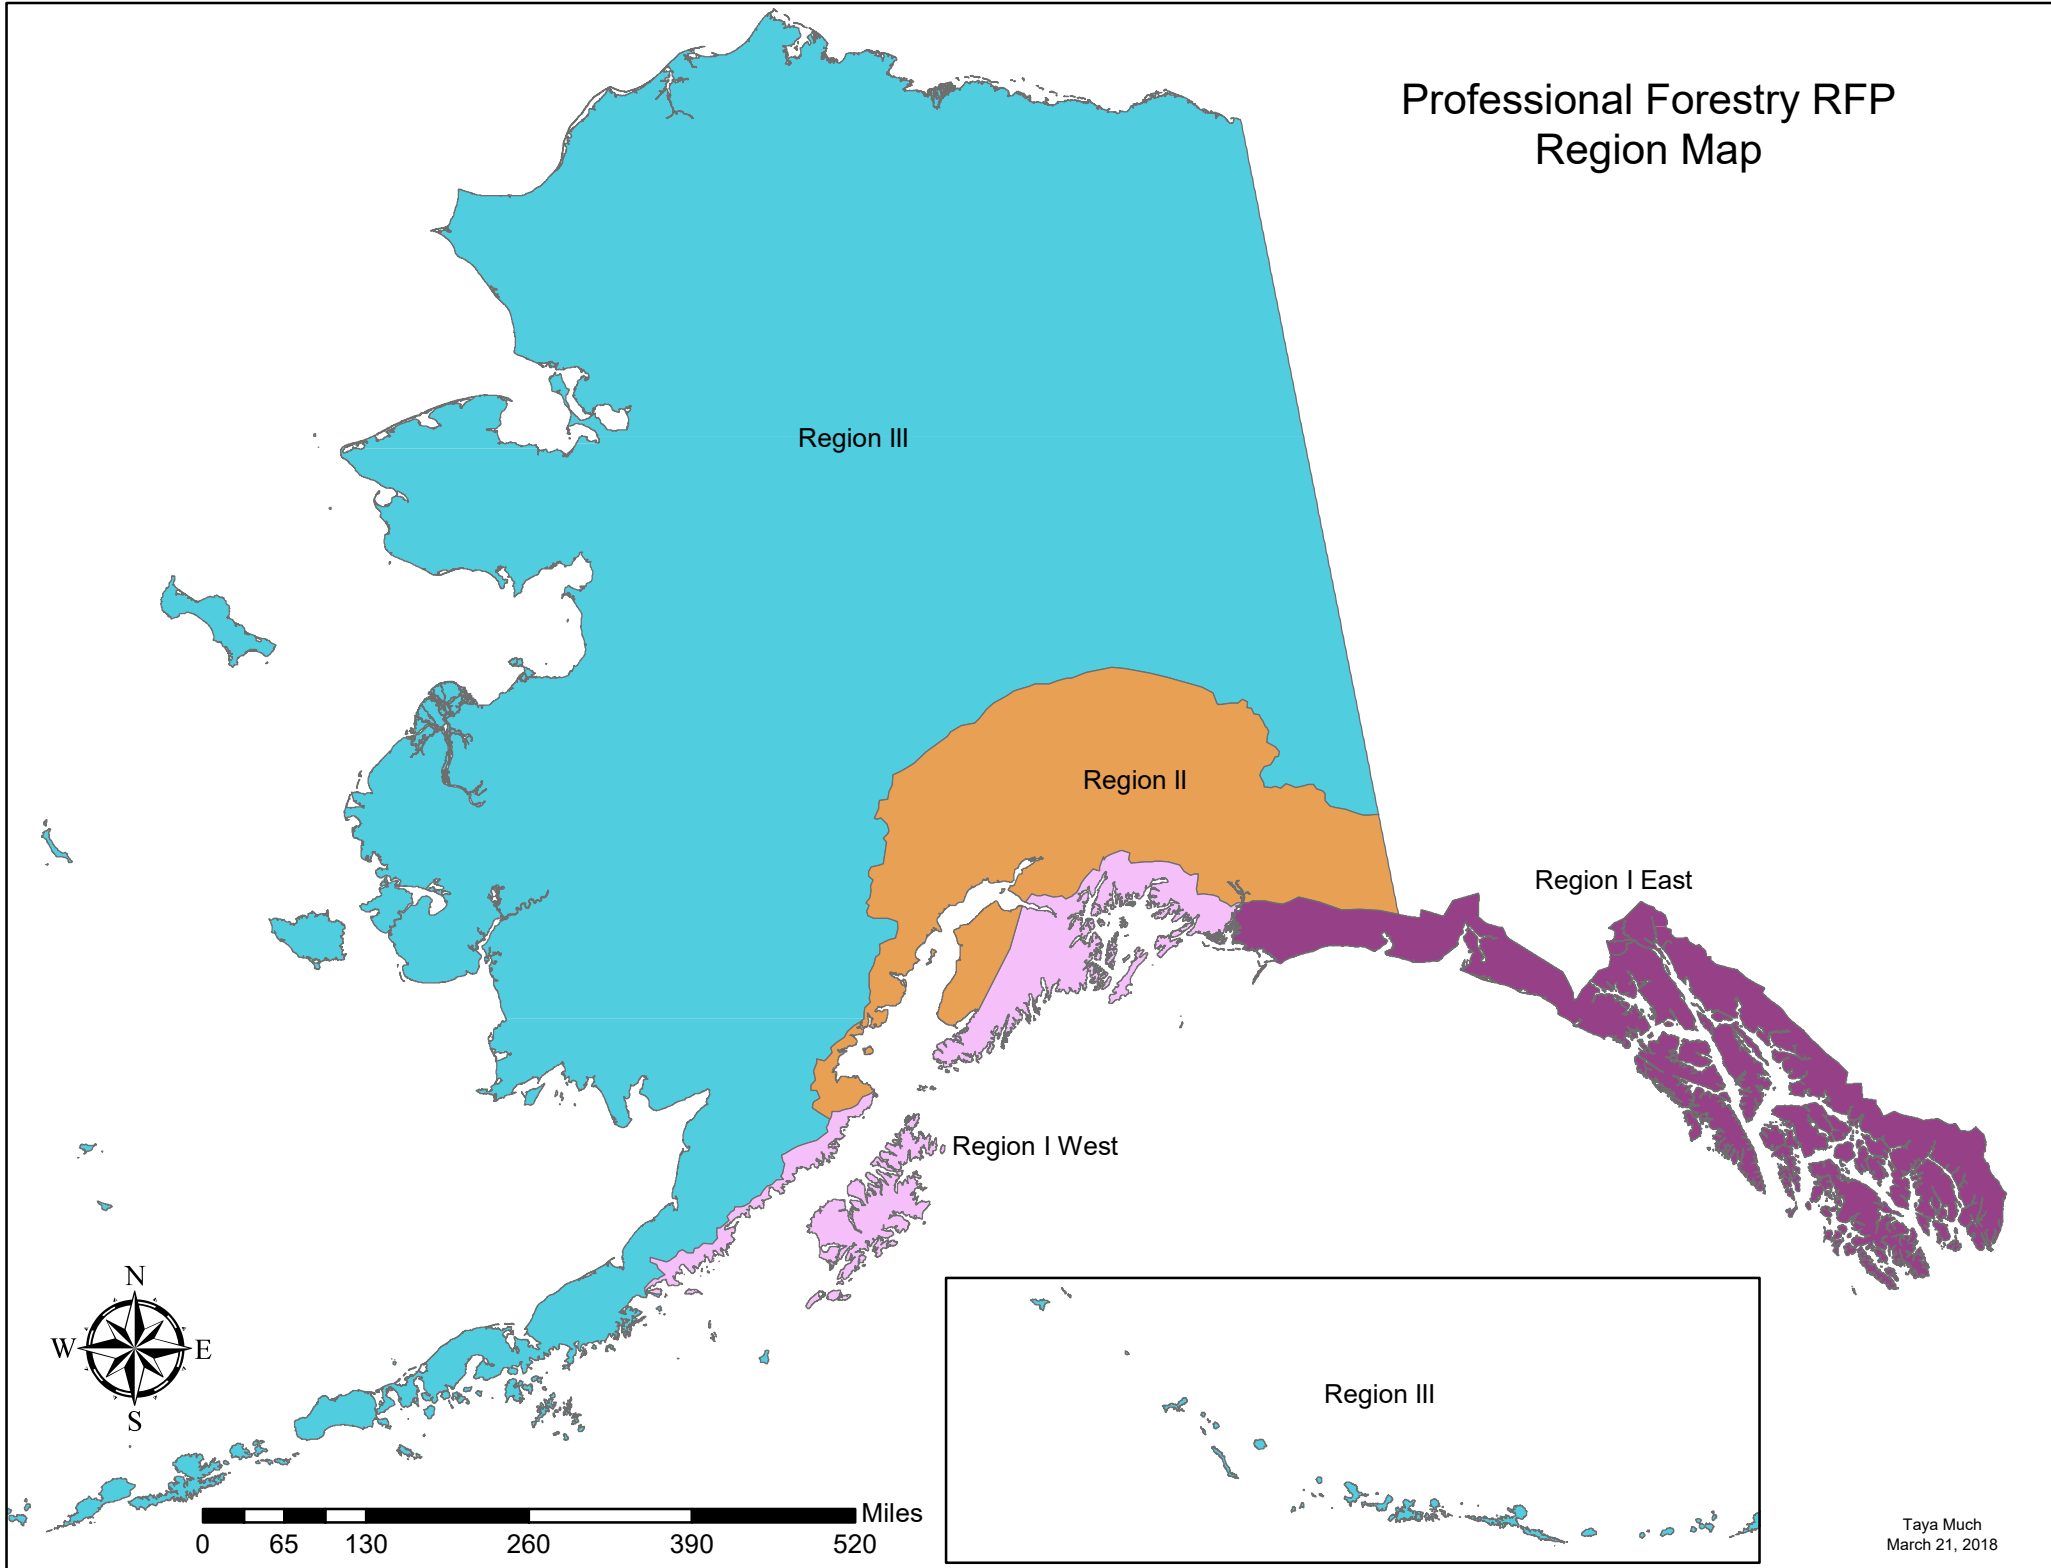 Professional Forestry RFP
Region Map
Region III
Region II
Region I East
Region I West
N
W
E
S
Region III
Miles
0 65 130 260 390 520
Taya Much
March 21, 2018